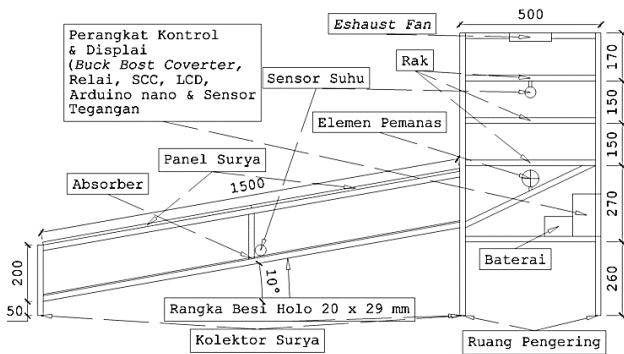 Eshaust Fan
500
Perangkat Kontrol
& Displai
(Buck Bost Coverter,
Relai, SCC, LCD,
Arduino nano & Sensor
Tegangan
Rak
170
Sensor Suhu
150
Elemen Pemanas
150
Panel Surya
1500
Absorber
270
200
Baterai
10°
260
50
Rangka Besi Holo 20 x 29 mm
Kolektor Surya
Ruang Pengering